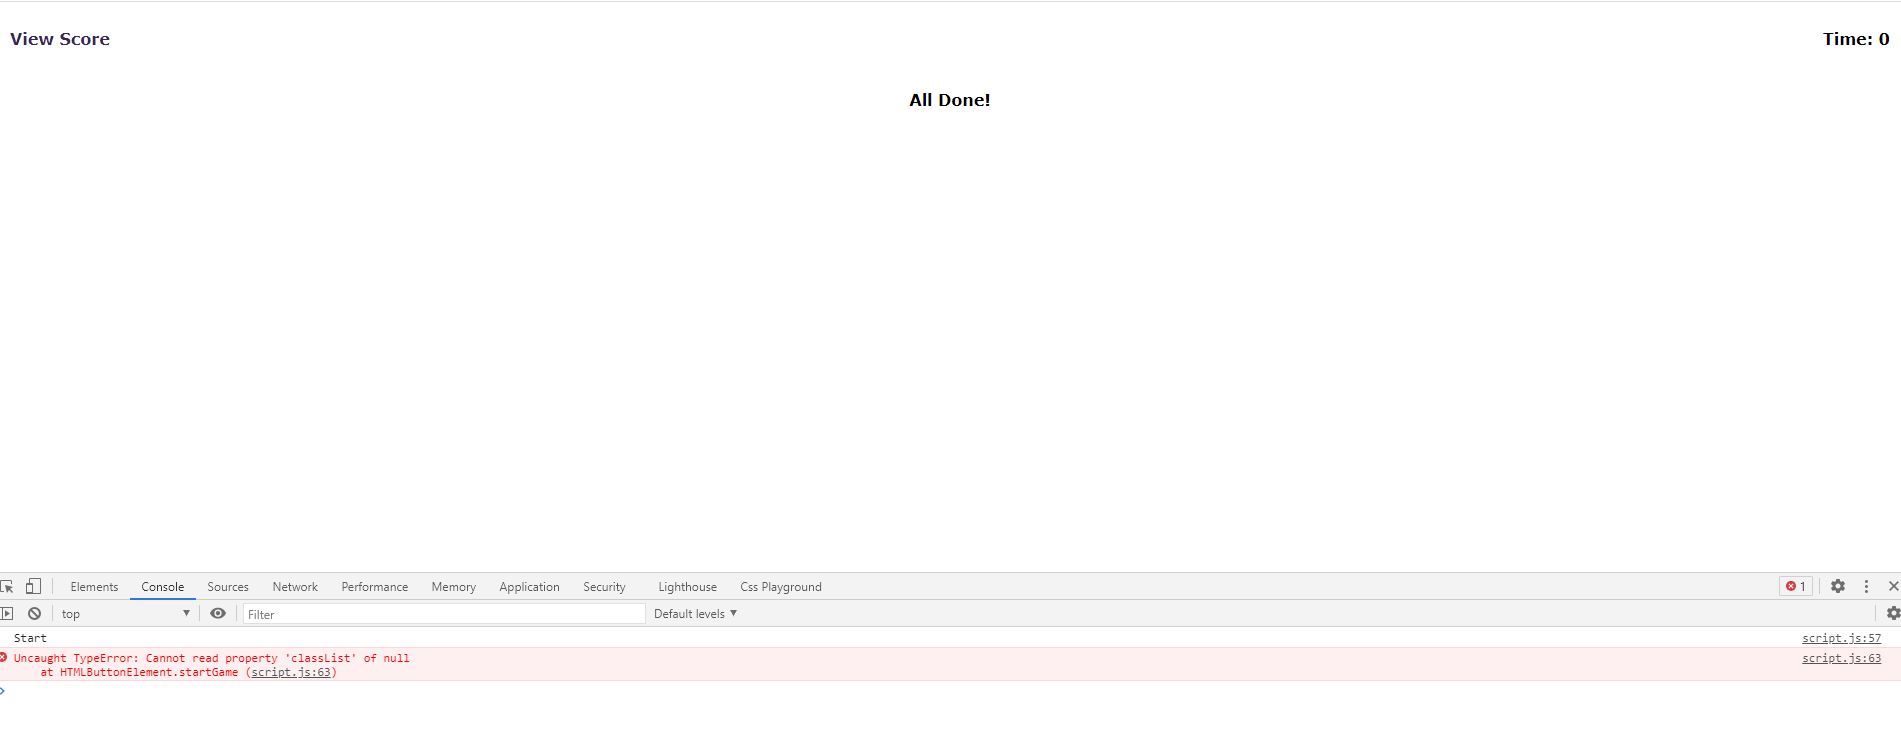 View Score
Time: 0
All Done!
Elements Console Sources Network Performance Memory Application Security Lighthouse Css Playground 1
top Filter Default levels
Start script.js:57
Uncaught TypeError: Cannot read property 'classList' of null script.js:63
at HTMLButtonElement.startGame (script.js:63)